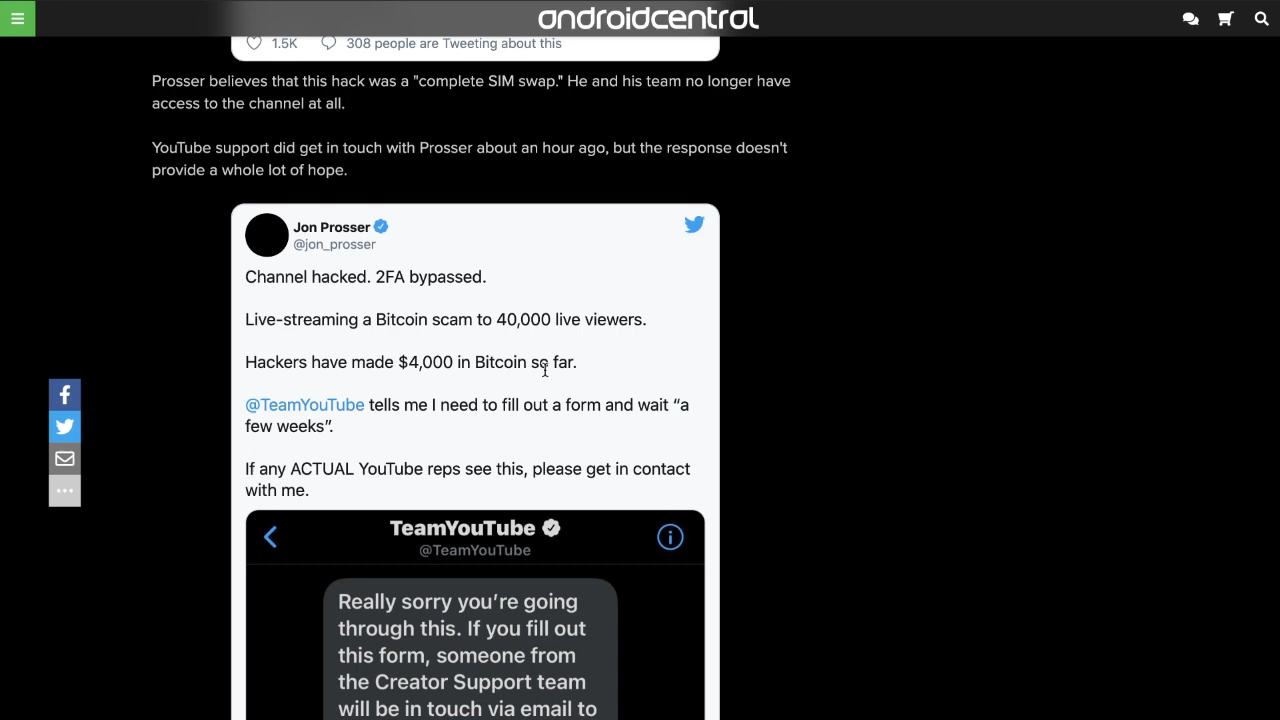 androidcentral
1.5K 308 people are Tweeting about this
Prosser believes that this hack was a "complete SIM swap." He and his team no longer have
access to the channel at all.
YouTube support did get in touch with Prosser about an hour ago, but the response doesn't
provide a whole lot of hope.
Jon Prosser
@jon_prosser
Channel hacked. 2FA bypassed.
Live-streaming a Bitcoin scam to 40,000 live viewers.
Hackers have made $4,000 in Bitcoin so far.
@TeamYouTube tells me I need to fill out a form and wait “a
few weeks”.
If any ACTUAL YouTube reps see this, please get in contact
with me.
TeamYouTube
@TeamYouTube
Really sorry you’re going
through this. If you fill out
this form, someone from
the Creator Support team
will be in touch via email to